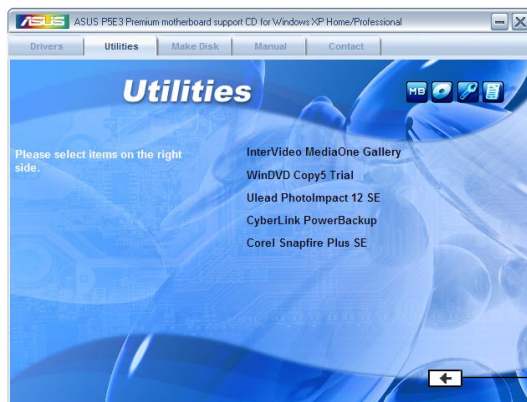 ASUS
ASUS P5E3 Premium motherboard support CD for Windows XP Home/Professional
Drivers
Utilities
Make Disk
Manual
Contact
Utilities
MB
Please select items on the right
side.
InterVideo MediaOne Gallery
WinDVD Copy5 Trial
Ulead PhotoImpact 12 SE
CyberLink PowerBackup
Corel Snapfire Plus SE